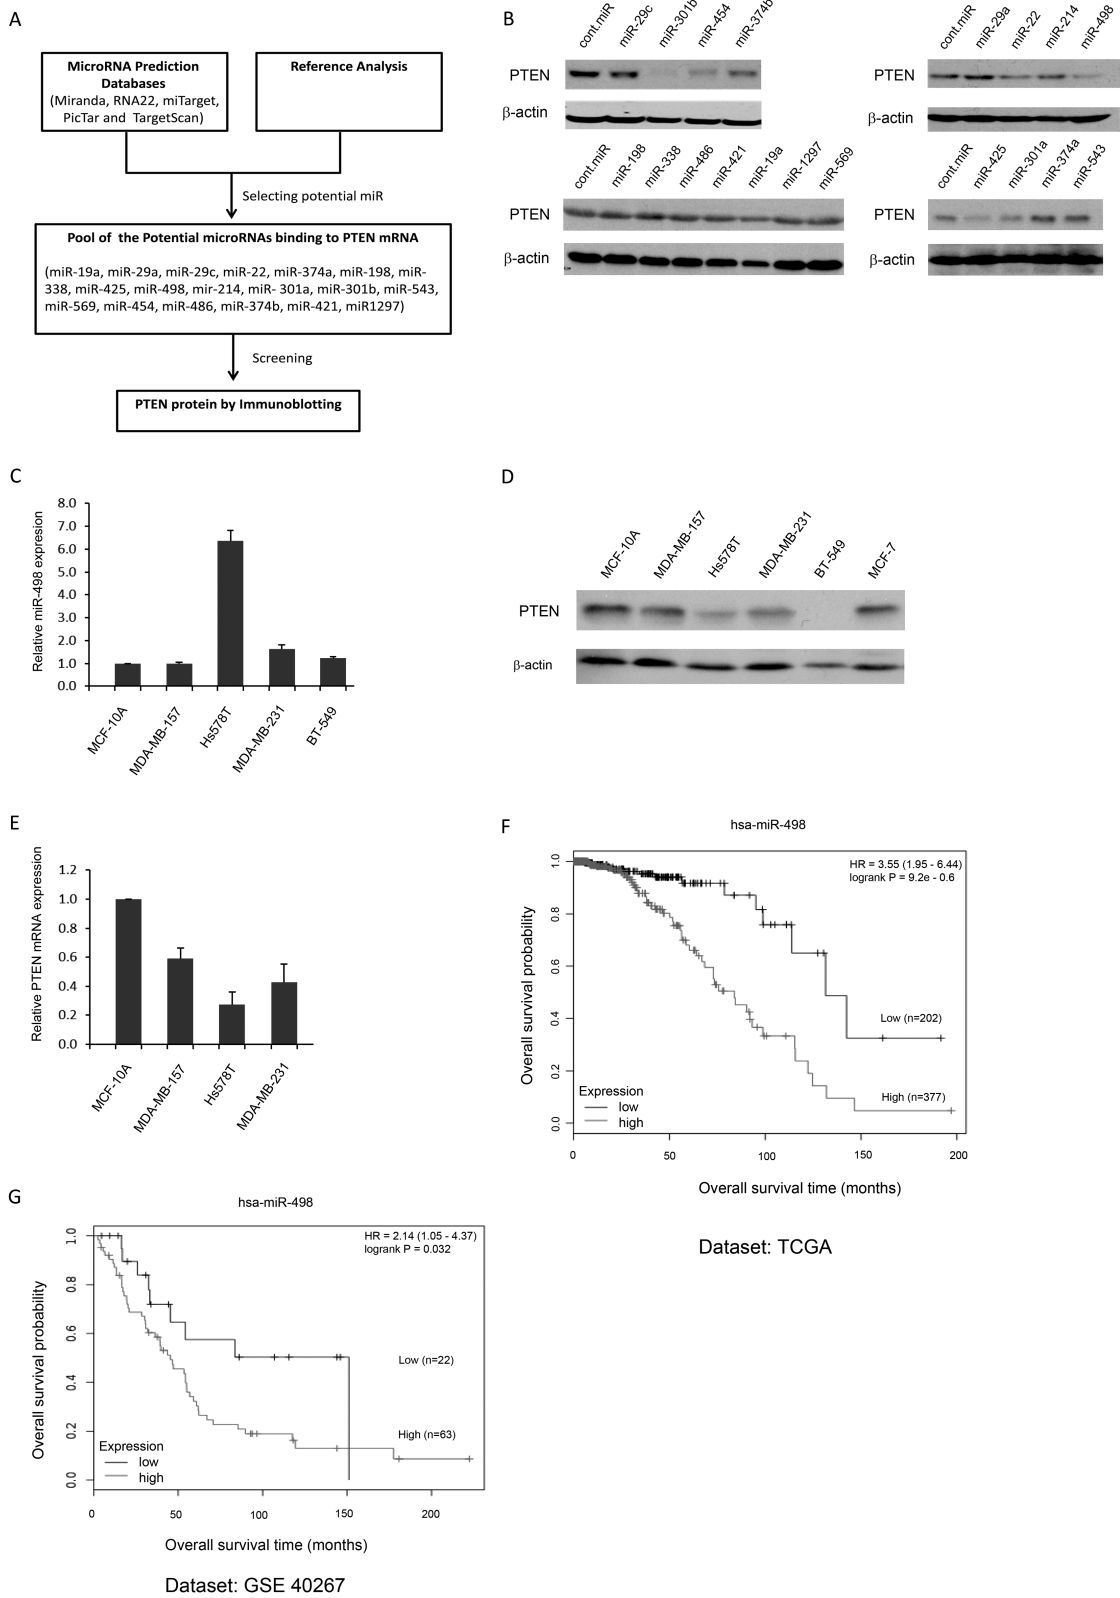 A
MicroRNA Prediction
Databases
(Miranda, RNA22, miTarget,
PicTar and TargetScan)
Reference Analysis
Selecting potential miR
Pool of the Potential microRNAs binding to PTEN mRNA
(miR-19a, miR-29a, miR-29c, miR-22, miR-374a, miR-198, miR-
338, miR-425, miR-498, mir-214, miR- 301a, miR-301b, miR-543,
miR-569, miR-454, miR-486, miR-374b, miR-421, miR1297)
Screening
PTEN protein by Immunoblotting
B
cont.miR miR-29c miR-301b miR-454 miR-374b
PTEN
β-actin
cont.miR miR-29a miR-22 miR-214 miR-498
PTEN
β-actin
cont.miR miR-198 miR-338 miR-486 miR-421 miR-19a miR-1297 miR-569
PTEN
β-actin
cont.miR miR-425 miR-301a miR-374a miR-543
PTEN
β-actin
C
Relative miR-498 expresion
8.0
7.0
6.0
5.0
4.0
3.0
2.0
1.0
0.0
MCF-10A MDA-MB-157 Hs578T MDA-MB-231 BT-549
D
MCF-10A MDA-MB-157 Hs578T MDA-MB-231 BT-549 MCF-7
PTEN
β-actin
E
Relative PTEN mRNA expression
1.2
1.0
0.8
0.6
0.4
0.2
0.0
MCF-10A MDA-MB-157 Hs578T MDA-MB-231
F
hsa-miR-498
HR = 3.55 (1.95 - 6.44)
logrank P = 9.2e - 0.6
Overall survival probability
1.0
0.8
0.6
0.4
0.2
0.0
Low (n=202)
High (n=377)
Expression
low
high
0 50 100 150 200
Overall survival time (months)
Dataset: TCGA
G
hsa-miR-498
HR = 2.14 (1.05 - 4.37)
logrank P = 0.032
Overall survival probability
1.0
0.8
0.6
0.4
0.2
0.0
Low (n=22)
High (n=63)
Expression
low
high
0 50 100 150 200
Overall survival time (months)
Dataset: GSE 40267